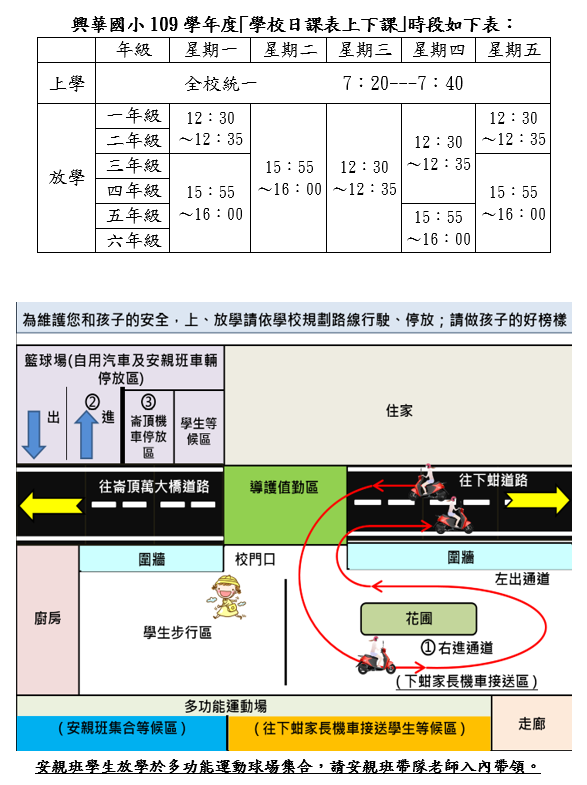 興華國小 109 學年度｢學校日課表上下課｣時段如下表：
年級 星期一 星期二 星期三 星期四 星期五
上學 全校統一 7：20---7：40
放學
一年級
二年級
三年級
四年級
五年級
六年級
12：30
～12：35
15：55
～16：00
15：55
～16：00
12：30
～12：35
12：30
～12：35
15：55
～16：00
12：30
～12：35
15：55
～16：00
為維護您和孩子的安全，上、放學請依學校規劃路線行駛、停放；請做孩子的好榜樣
籃球場(自用汽車及安親班車輛
停放區)
出
② 進
③
崙頂機
車停放
區
學生等
候區
住家
往崙頂萬大橋道路
導護值勤區
往下蚶道路
圍牆
校門口
圍牆
左出通道
廚房
學生步行區
花圃
①右進通道
(下蚶家長機車接送區)
多功能運動場
(安親班集合等候區)
(往下蚶家長機車接送學生等候區)
走廊
安親班學生放學於多功能運動球場集合，請安親班帶隊老師入內帶領。